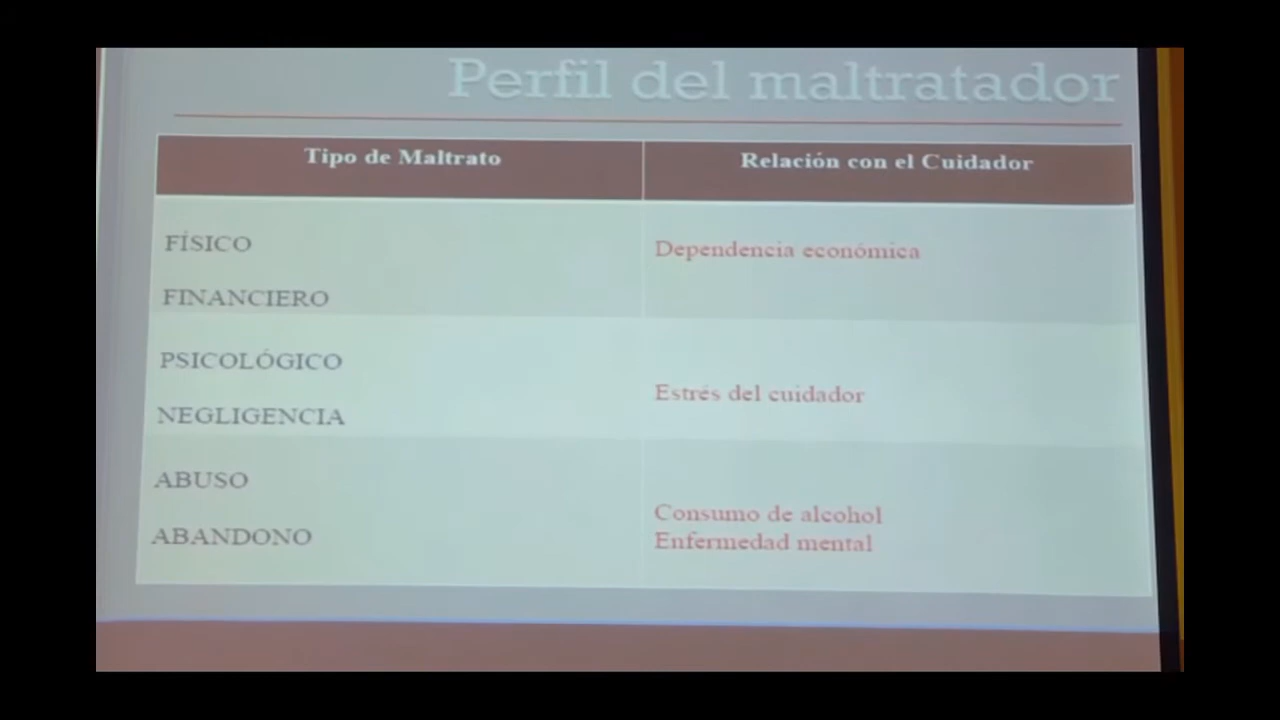 Perfil del maltratador
Tipo de Maltrato
Relación con el Cuidador
FÍSICO
FINANCIERO
Dependencia económica
PSICOLÓGICO
NEGLIGENCIA
Estrés del cuidador
ABUSO
ABANDONO
Consumo de alcohol
Enfermedad mental